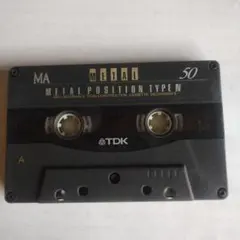 MA METAL 50
METAL POSITION TYPE IV
TDK
A